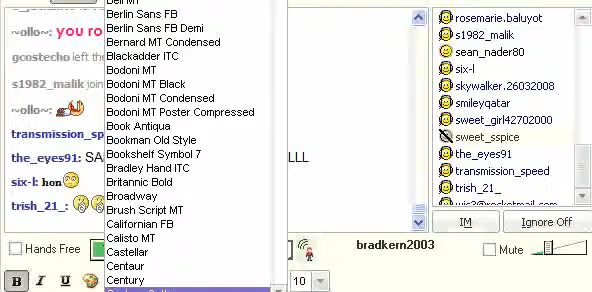 ~ollo~: you ro
gcostecho left the
s1982_malik join
~ollo~:
transmission_sp
the_eyes91: SA
LLL
six-l: hon
trish_21_:
Berlin Sans FB
Berlin Sans FB Demi
Bernard MT Condensed
Blackadder ITC
Bodoni MT
Bodoni MT Black
Bodoni MT Condensed
Bodoni MT Poster Compressed
Book Antiqua
Bookman Old Style
Bookshelf Symbol 7
Bradley Hand ITC
Britannic Bold
Broadway
Brush Script MT
Californian FB
Calisto MT
Castellar
Centaur
Century
rosemarie.baluyot
s1982_malik
sean_nader80
six-l
skywalker.26032008
smileyqatar
sweet_girl42702000
sweet_sspice
the_eyes91
transmission_speed
trish_21_
IM
Ignore Off
Hands Free
bradkern2003
Mute
B I U
10